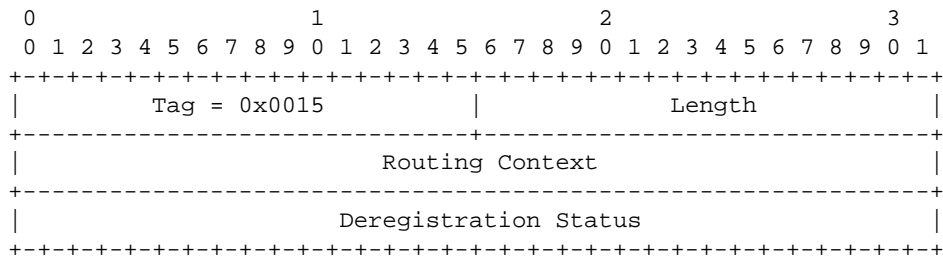 0                   1                   2                   3
0 1 2 3 4 5 6 7 8 9 0 1 2 3 4 5 6 7 8 9 0 1 2 3 4 5 6 7 8 9 0 1
+-+-+-+-+-+-+-+-+-+-+-+-+-+-+-+-+-+-+-+-+-+-+-+-+-+-+-+-+-+-+-+-+
|         Tag = 0x0015          |             Length            |
+-------------------------------+-------------------------------+
|                        Routing Context                        |
+---------------------------------------------------------------+
|                     Deregistration Status                     |
+-+-+-+-+-+-+-+-+-+-+-+-+-+-+-+-+-+-+-+-+-+-+-+-+-+-+-+-+-+-+-+-+